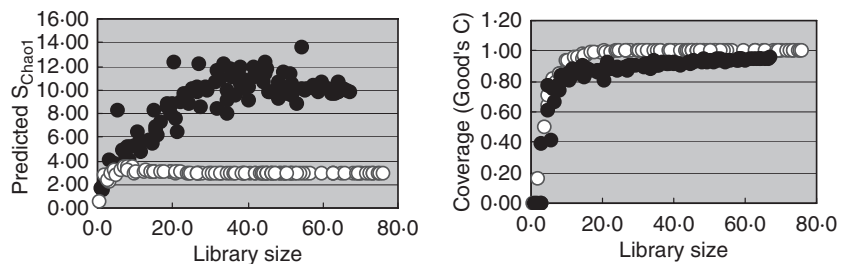 Predicted S_Chao1
16·00
14·00
12·00
10·00
8·00
6·00
4·00
2·00
0·00
0·0 20·0 40·0 60·0 80·0
Library size
Coverage (Good's C)
1·20
1·00
0·80
0·60
0·40
0·20
0·00
0·0 20·0 40·0 60·0 80·0
Library size